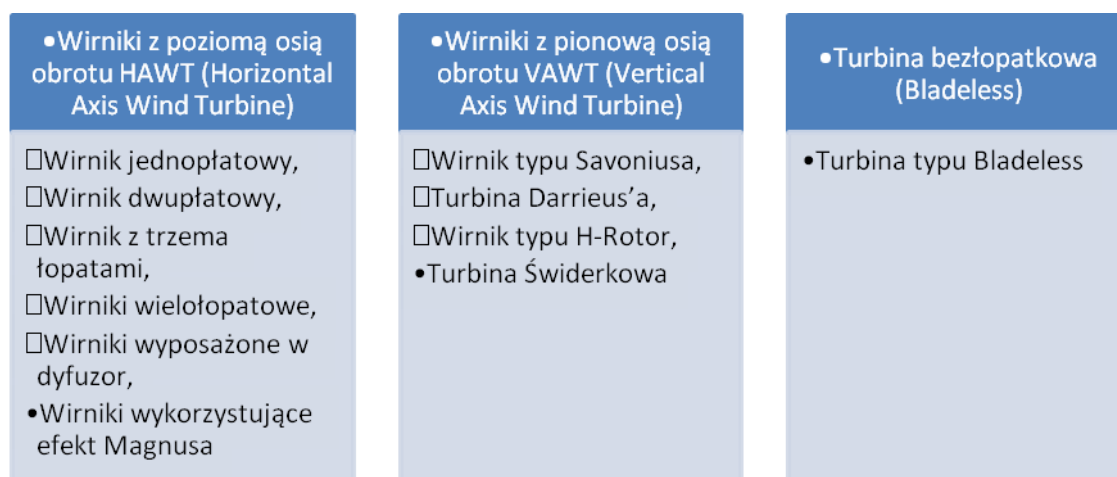 •Wirniki z poziomą osią
obrotu HAWT (Horizontal
Axis Wind Turbine)
□Wirnik jednopłatowy,
□Wirnik dwupłatowy,
□Wirnik z trzema
łopatami,
□Wirniki wielołopatowe,
□Wirniki wyposażone w
dyfuzor,
•Wirniki wykorzystujące
efekt Magnusa
•Wirniki z pionową osią
obrotu VAWT (Vertical
Axis Wind Turbine)
□Wirnik typu Savoniusa,
□Turbina Darrieus’a,
□Wirnik typu H-Rotor,
•Turbina Świderkowa
•Turbina bezłopatkowa
(Bladeless)
•Turbina typu Bladeless